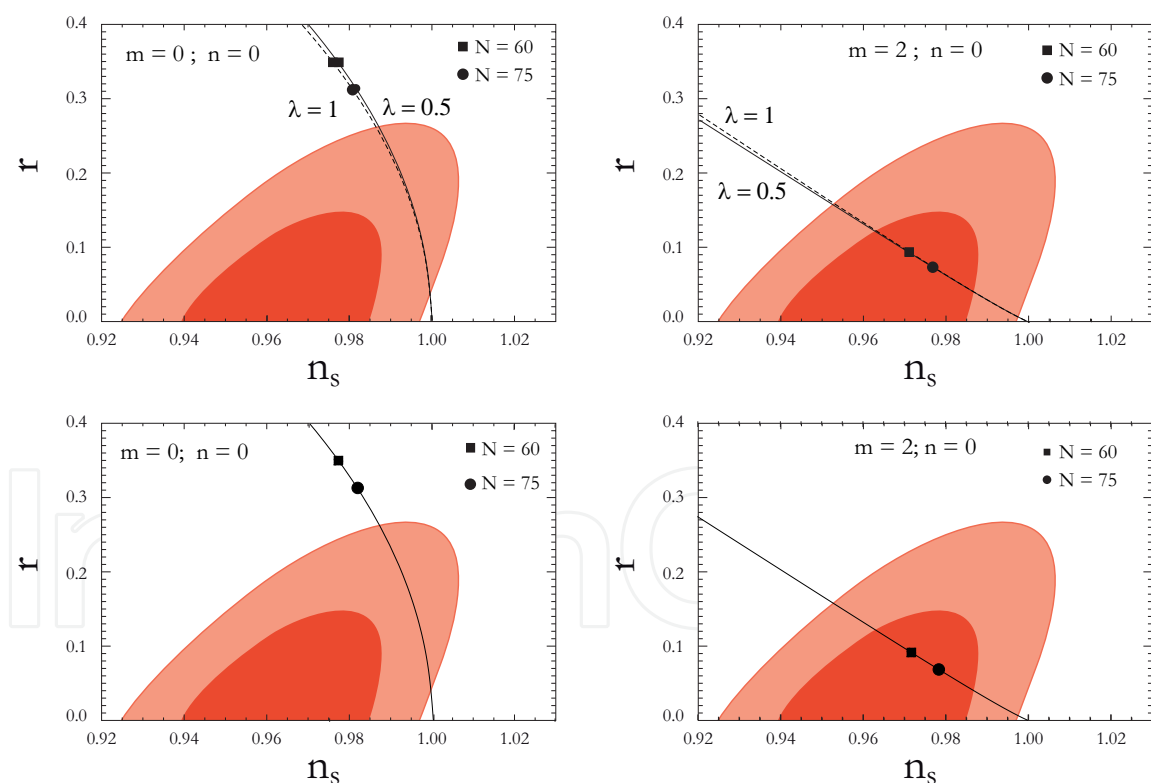 0.4
0.3
0.2
0.1
0.0
r
m = 0 ; n = 0
N = 60
N = 75
λ = 1
λ = 0.5
0.92 0.94 0.96 0.98 1.00 1.02
n_s
0.4
0.3
0.2
0.1
0.0
r
m = 2 ; n = 0
N = 60
N = 75
λ = 1
λ = 0.5
0.92 0.94 0.96 0.98 1.00 1.02
n_s
0.4
0.3
0.2
0.1
0.0
r
m = 0; n = 0
N = 60
N = 75
0.92 0.94 0.96 0.98 1.00 1.02
n_s
0.4
0.3
0.2
0.1
0.0
r
m = 2; n = 0
N = 60
N = 75
0.92 0.94 0.96 0.98 1.00 1.02
n_s